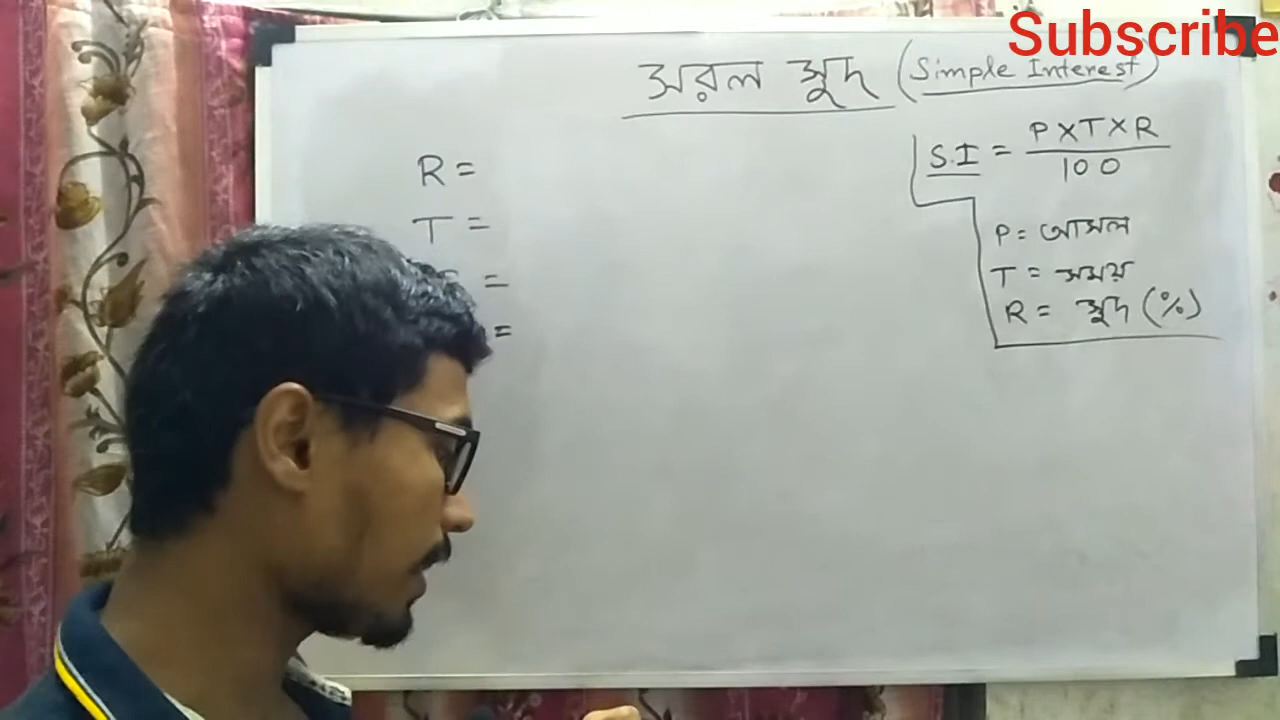 Subscribe
সরল সুদ (Simple Interest)
S.I = P X T X R / 100
P = আসল
T = সময়
R = সুদ (%)
R =
T =
=
=